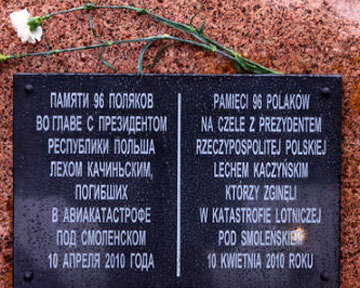 ПАМЯТИ 96 ПОЛЯКОВ
ВО ГЛАВЕ С ПРЕЗИДЕНТОМ
РЕСПУБЛИКИ ПОЛЬША
ЛЕХОМ КАЧИНЬСКИМ,
ПОГИБШИХ
В АВИАКАТАСТРОФЕ
ПОД СМОЛЕНСКОМ
10 АПРЕЛЯ 2010 ГОДА
PAMIĘCI 96 POLAKÓW
NA CZELE Z PREZYDENTEM
RZECZYPOSPOLITEJ POLSKIEJ
LECHEM KACZYŃSKIM
KTÓRZY ZGINĘLI
W KATASTROFIE LOTNICZEJ
POD SMOLEŃSKIEM
10 KWIETNIA 2010 ROKU